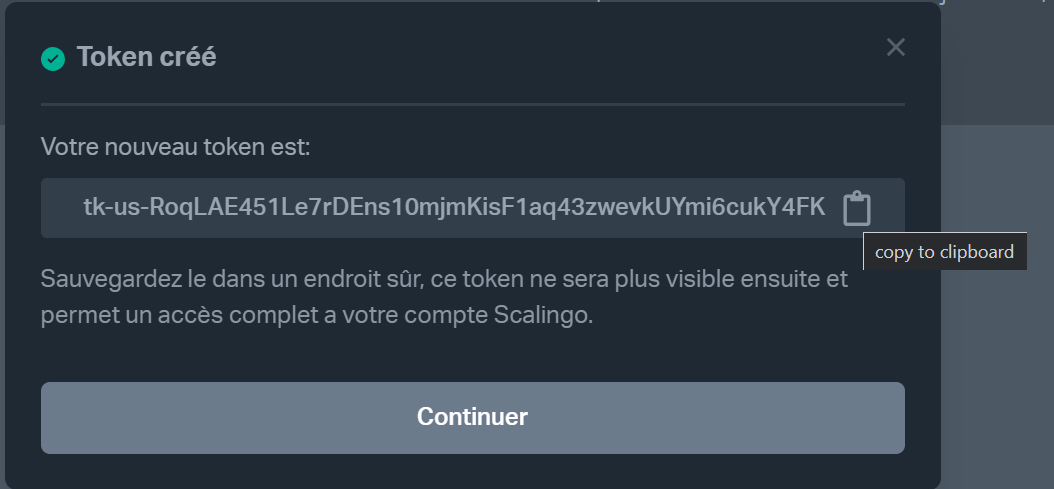 Token créé
Votre nouveau token est:
tk-us-RoqLAE451Le7rDEns10mjmKisF1aq43zwevkUYmi6cukY4FK
copy to clipboard
Sauvegardez le dans un endroit sûr, ce token ne sera plus visible ensuite et
permet un accès complet a votre compte Scalingo.
Continuer